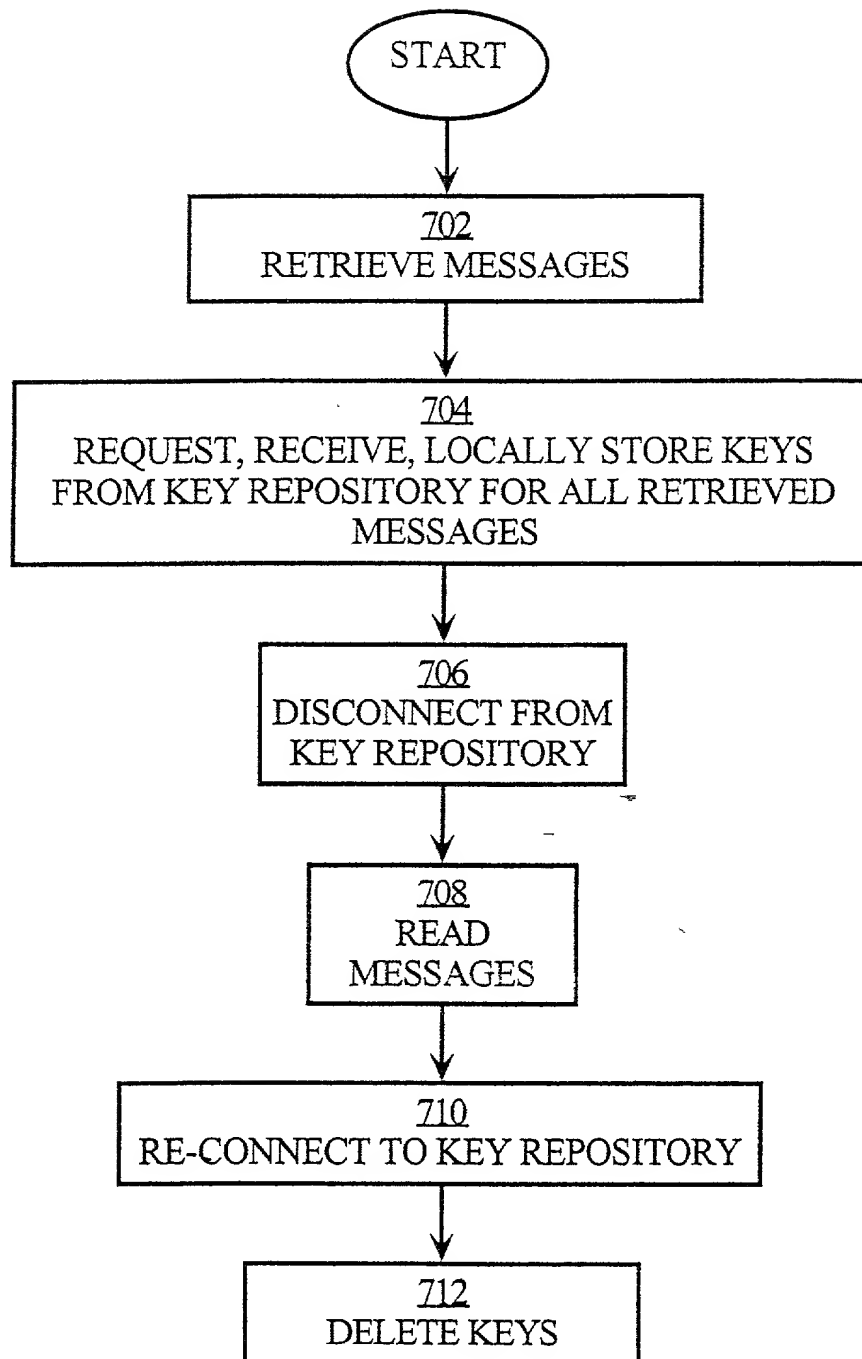 START
702
RETRIEVE MESSAGES
704
REQUEST, RECEIVE, LOCALLY STORE KEYS
FROM KEY REPOSITORY FOR ALL RETRIEVED
MESSAGES
706
DISCONNECT FROM
KEY REPOSITORY
708
READ
MESSAGES
710
RE-CONNECT TO KEY REPOSITORY
712
DELETE KEYS